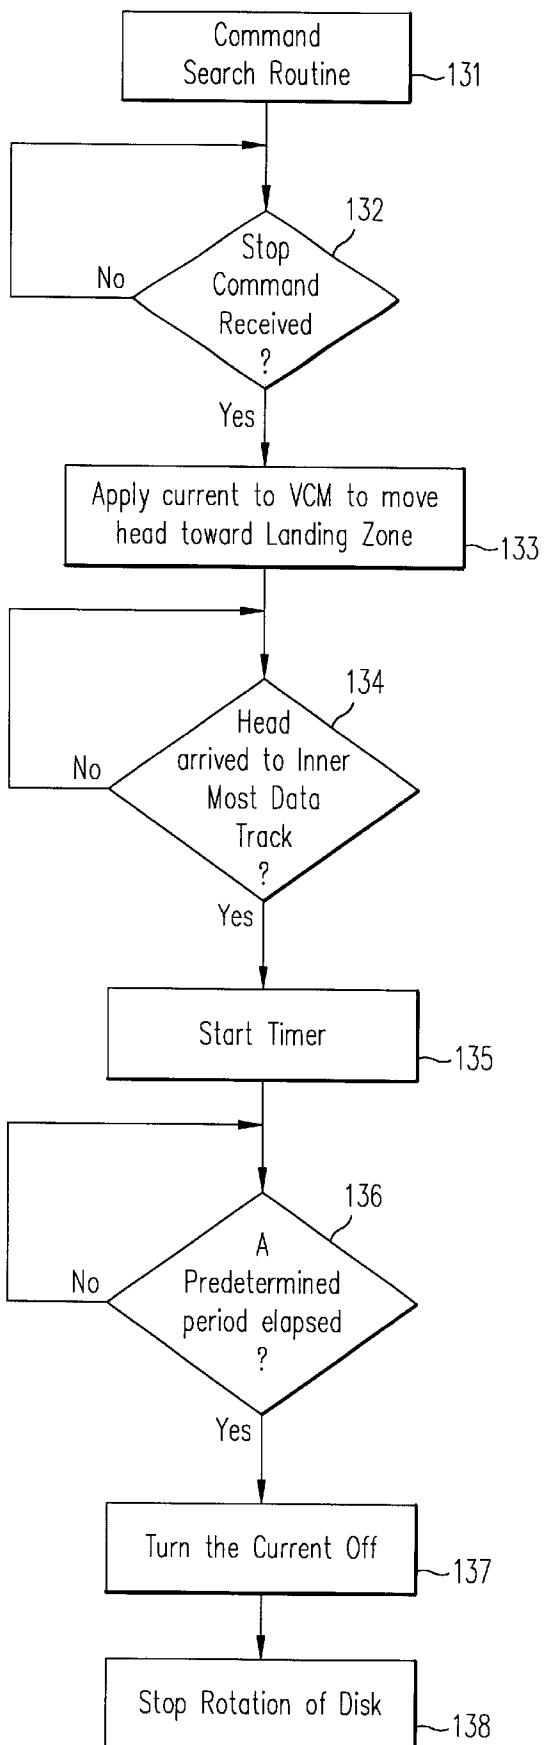 Command
Search Routine
131
132
Stop
Command
Received
?
No
Yes
Apply current to VCM to move
head toward Landing Zone
133
134
Head
arrived to Inner
Most Data
Track
?
No
Yes
Start Timer
135
136
A
Predetermined
period elapsed
?
No
Yes
Turn the Current Off
137
Stop Rotation of Disk
138